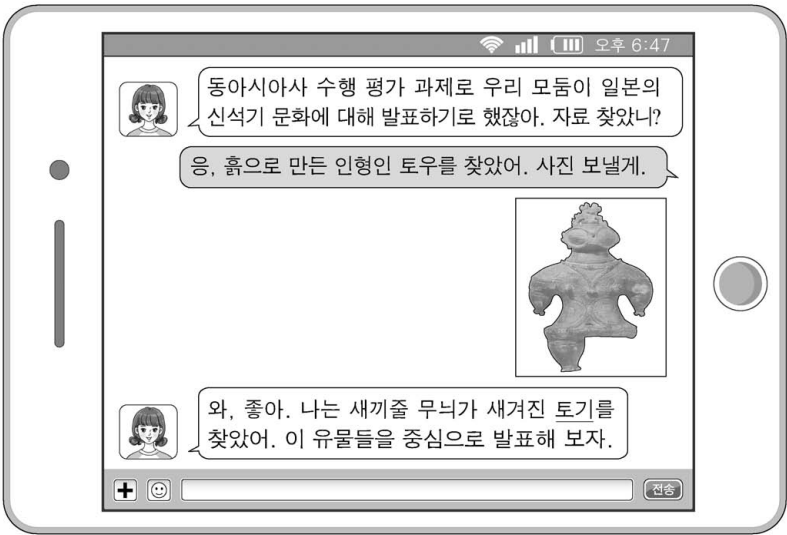 오후 6:47
동아시아사 수행 평가 과제로 우리 모둠이 일본의
신석기 문화에 대해 발표하기로 했잖아. 자료 찾았니?
응, 흙으로 만든 인형인 토우를 찾았어. 사진 보낼게.
와, 좋아. 나는 새끼줄 무늬가 새겨진 토기를
찾았어. 이 유물들을 중심으로 발표해 보자.
전송